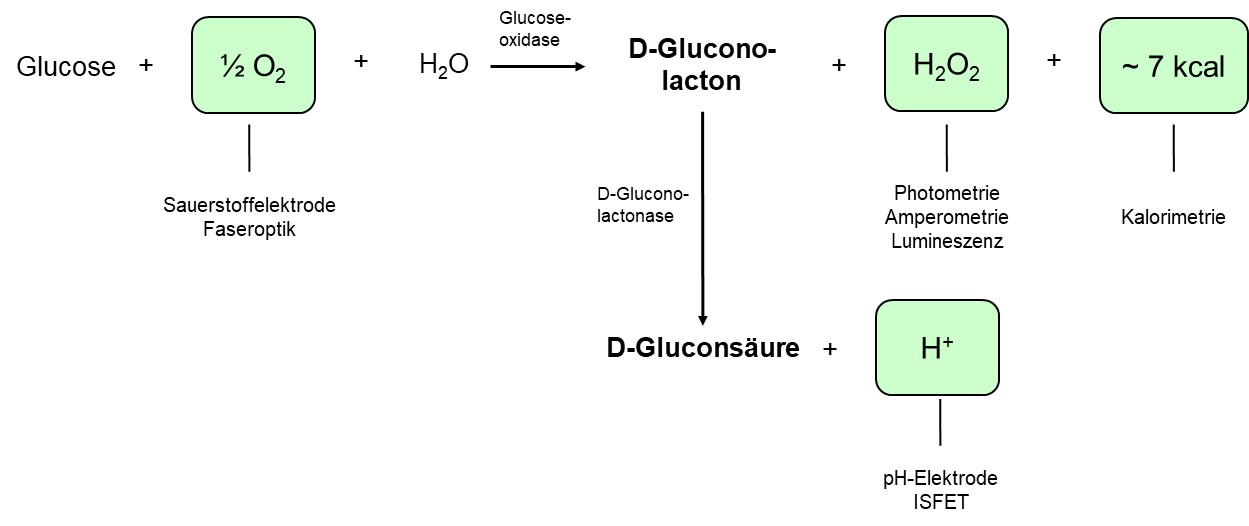 Glucose-
oxidase
Glucose + ½ O₂ + H₂O D-Glucono-
lacton + H₂O₂ + ~ 7 kcal
Sauerstoffelektrode
Faseroptik
D-Glucono-
lactonase
Photometrie
Amperometrie
Lumineszenz
Kalorimetrie
D-Gluconsäure + H⁺
pH-Elektrode
ISFET